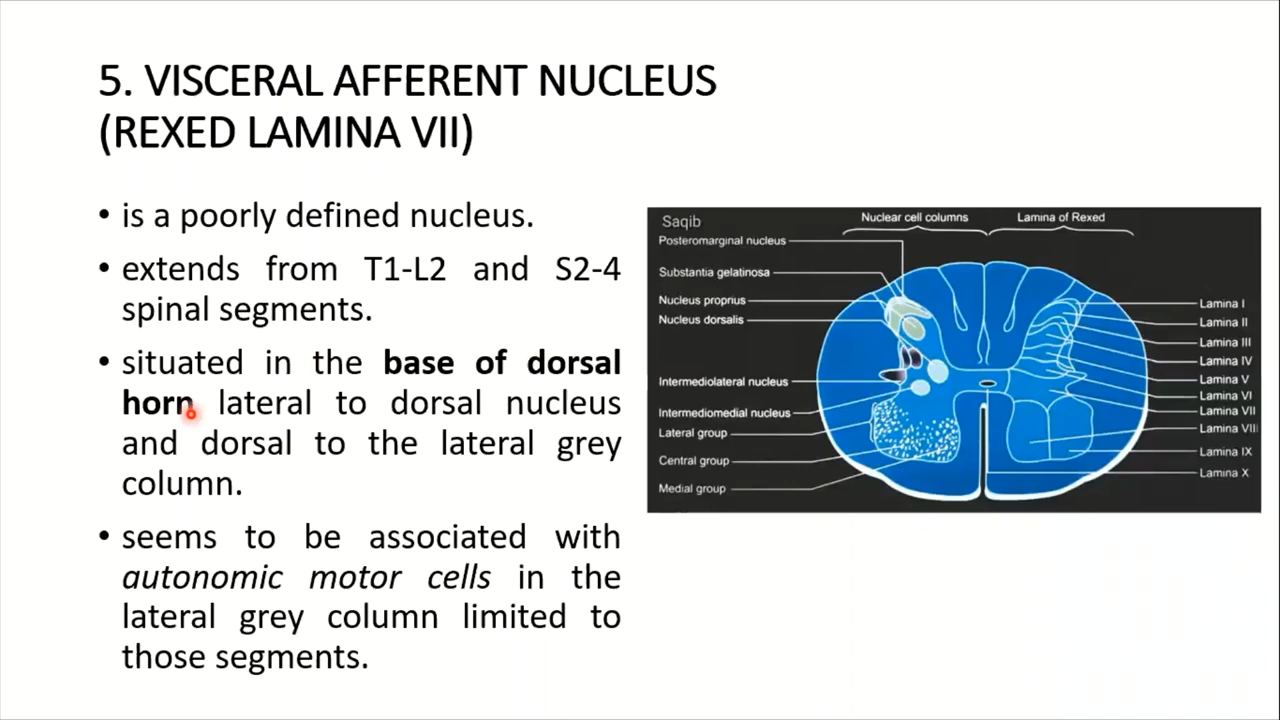 5. VISCERAL AFFERENT NUCLEUS
(REXED LAMINA VII)
• is a poorly defined nucleus.
• extends from T1-L2 and S2-4
spinal segments.
• situated in the base of dorsal
horn, lateral to dorsal nucleus
and dorsal to the lateral grey
column.
• seems to be associated with
autonomic motor cells in the
lateral grey column limited to
those segments.
Saqib
Nuclear cell columns
Lamina of Rexed
Posteromarginal nucleus
Substantia gelatinosa
Nucleus proprius
Nucleus dorsalis
Intermediolateral nucleus
Intermediomedial nucleus
Lateral group
Central group
Medial group
Lamina I
Lamina II
Lamina III
Lamina IV
Lamina V
Lamina VI
Lamina VII
Lamina VIII
Lamina IX
Lamina X